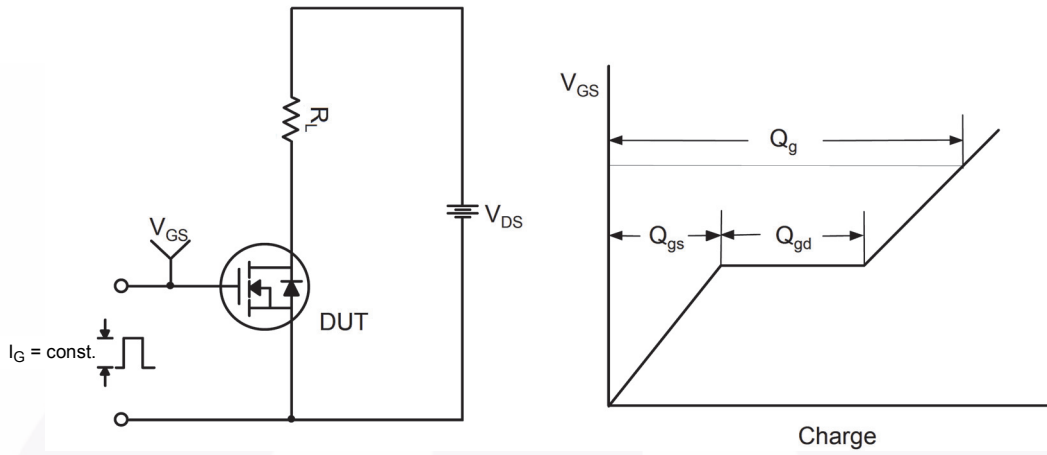 R_L
V_DS
V_GS
DUT
I_G = const.
V_GS
Q_g
Q_gs
Q_gd
Charge